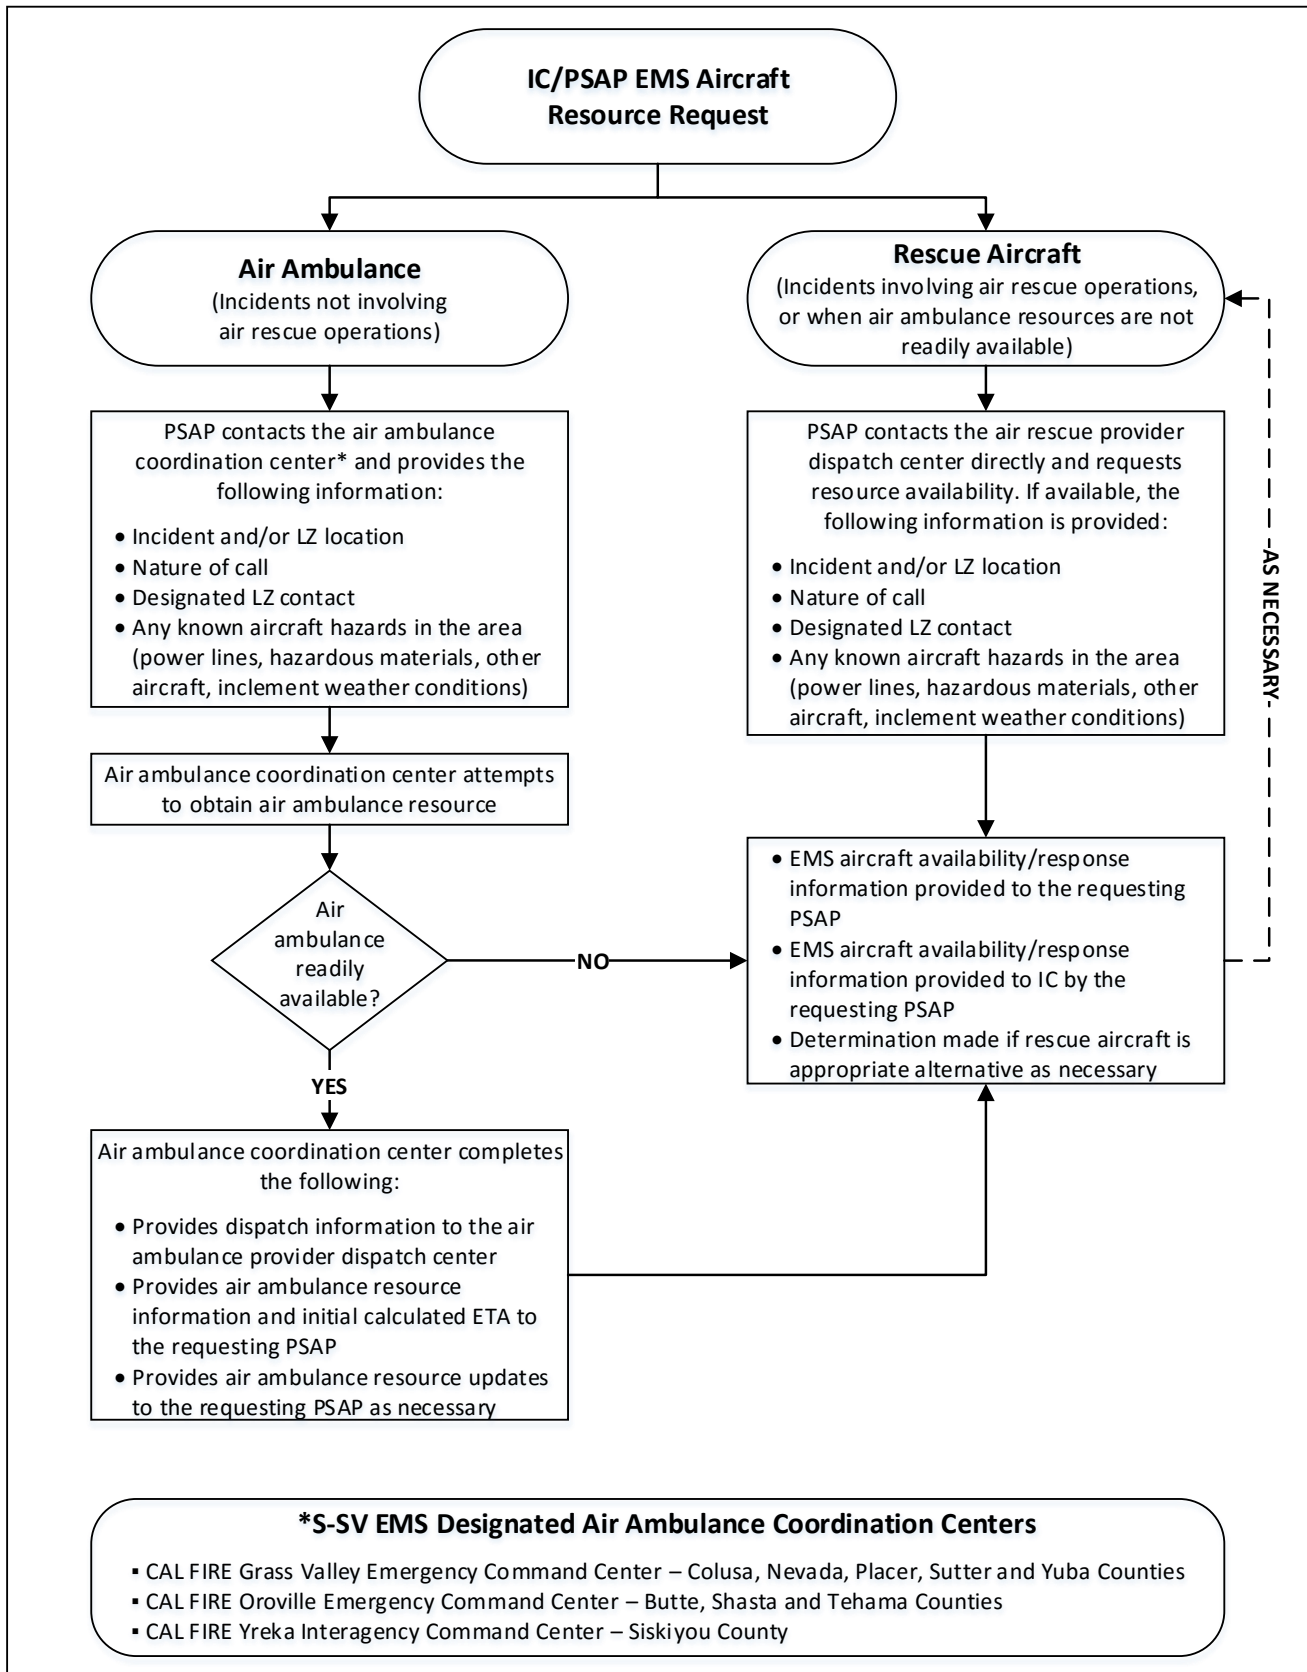 IC/PSAP EMS Aircraft
Resource Request
Air Ambulance
(Incidents not involving
air rescue operations)
Rescue Aircraft
(Incidents involving air rescue operations,
or when air ambulance resources are not
readily available)
PSAP contacts the air ambulance
coordination center* and provides the
following information:
• Incident and/or LZ location
• Nature of call
• Designated LZ contact
• Any known aircraft hazards in the area
(power lines, hazardous materials, other
aircraft, inclement weather conditions)
PSAP contacts the air rescue provider
dispatch center directly and requests
resource availability. If available, the
following information is provided:
• Incident and/or LZ location
• Nature of call
• Designated LZ contact
• Any known aircraft hazards in the area
(power lines, hazardous materials, other
aircraft, inclement weather conditions)
AS NECESSARY
Air ambulance coordination center attempts
to obtain air ambulance resource
Air
ambulance
readily
available?
NO
YES
• EMS aircraft availability/response
information provided to the requesting
PSAP
• EMS aircraft availability/response
information provided to IC by the
requesting PSAP
• Determination made if rescue aircraft is
appropriate alternative as necessary
Air ambulance coordination center completes
the following:
• Provides dispatch information to the air
ambulance provider dispatch center
• Provides air ambulance resource
information and initial calculated ETA to
the requesting PSAP
• Provides air ambulance resource updates
to the requesting PSAP as necessary
*S-SV EMS Designated Air Ambulance Coordination Centers
▪ CAL FIRE Grass Valley Emergency Command Center – Colusa, Nevada, Placer, Sutter and Yuba Counties
▪ CAL FIRE Oroville Emergency Command Center – Butte, Shasta and Tehama Counties
▪ CAL FIRE Yreka Interagency Command Center – Siskiyou County